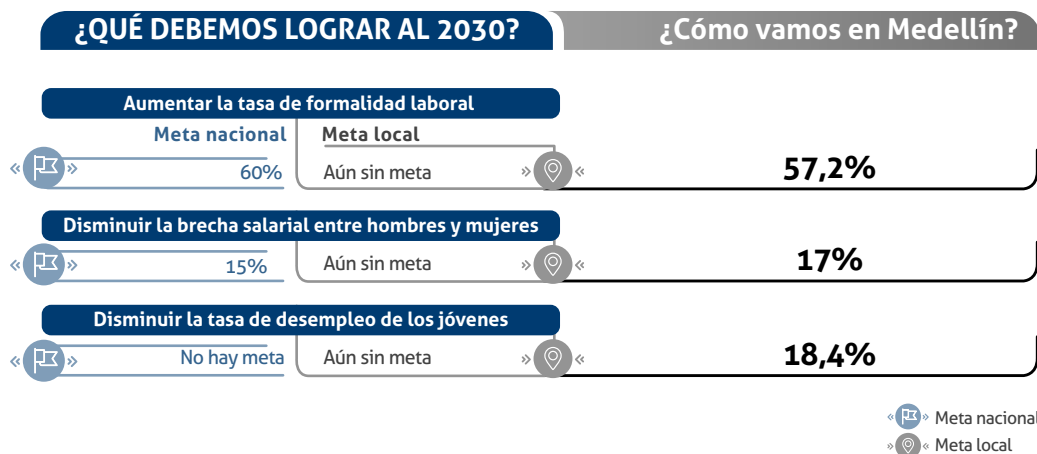 ¿QUÉ DEBEMOS LOGRAR AL 2030?
¿Cómo vamos en Medellín?
Aumentar la tasa de formalidad laboral
Meta nacional
Meta local
60%
Aún sin meta
57,2%
Disminuir la brecha salarial entre hombres y mujeres
15%
Aún sin meta
17%
Disminuir la tasa de desempleo de los jóvenes
No hay meta
Aún sin meta
18,4%
Meta nacional
Meta local